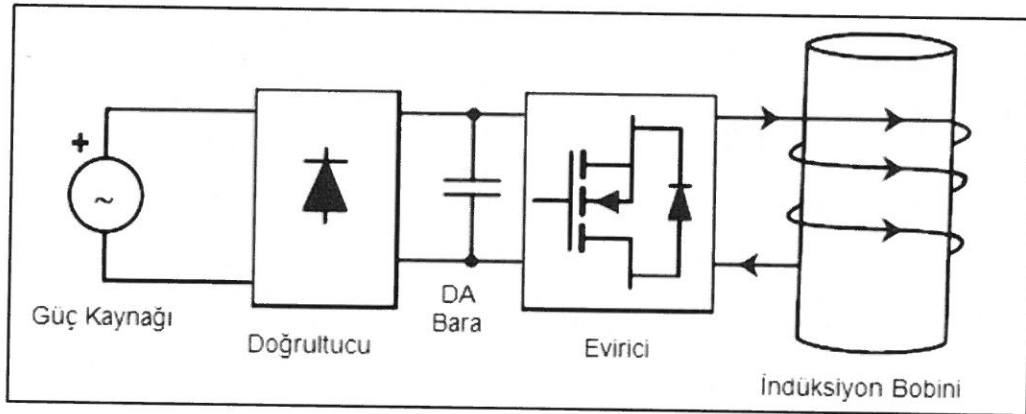 +
~
Güç Kaynağı
Doğrultucu
DA
Bara
Evirici
İndüksiyon Bobini